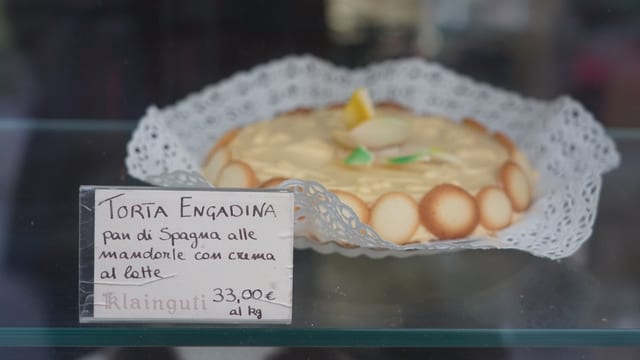 TORTA ENGADINA
pan di Spagna alle
mandorle con crema
al latte
Klainguti 33,00 €
al kg